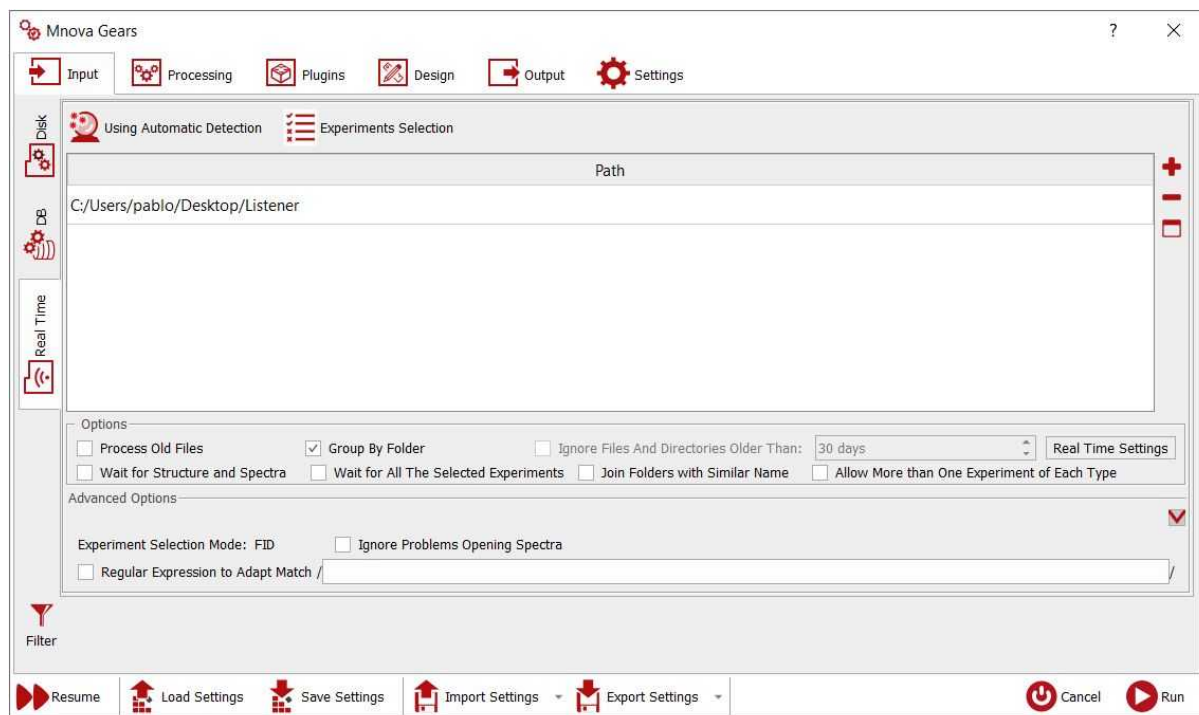 Mnova Gears ? ×
Input Processing Plugins Design Output Settings
Disk
DB
Real Time
Using Automatic Detection Experiments Selection
Path
C:/Users/pablo/Desktop/Listener
Options
Process Old Files Group By Folder Ignore Files And Directories Older Than: 30 days Real Time Settings
Wait for Structure and Spectra Wait for All The Selected Experiments Join Folders with Similar Name Allow More than One Experiment of Each Type
Advanced Options
Experiment Selection Mode: FID Ignore Problems Opening Spectra
Regular Expression to Adapt Match / /
Filter
Resume Load Settings Save Settings Import Settings Export Settings Cancel Run